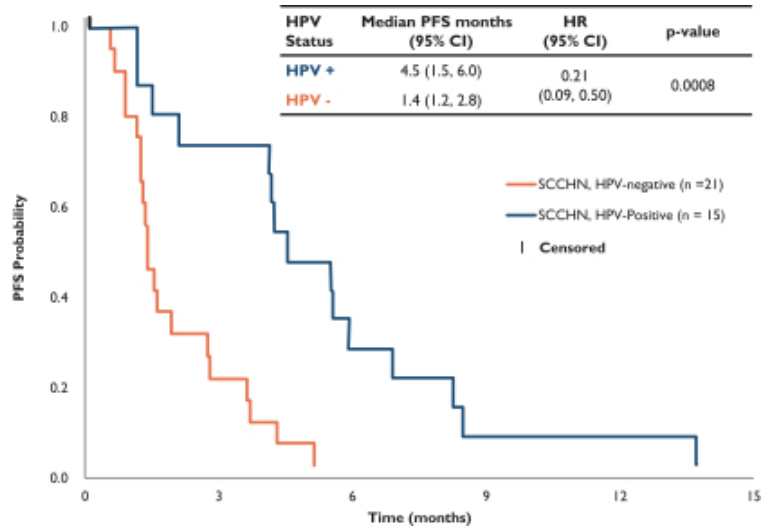 HPV Status Median PFS months (95% CI) HR (95% CI) p-value
HPV + 4.5 (1.5, 6.0) 0.21 (0.09, 0.50) 0.0008
HPV - 1.4 (1.2, 2.8)
SCCHN, HPV-negative (n =21)
SCCHN, HPV-Positive (n = 15)
Censored
PFS Probability
1.0
0.8
0.6
0.4
0.2
0.0
0 3 6 9 12 15
Time (months)